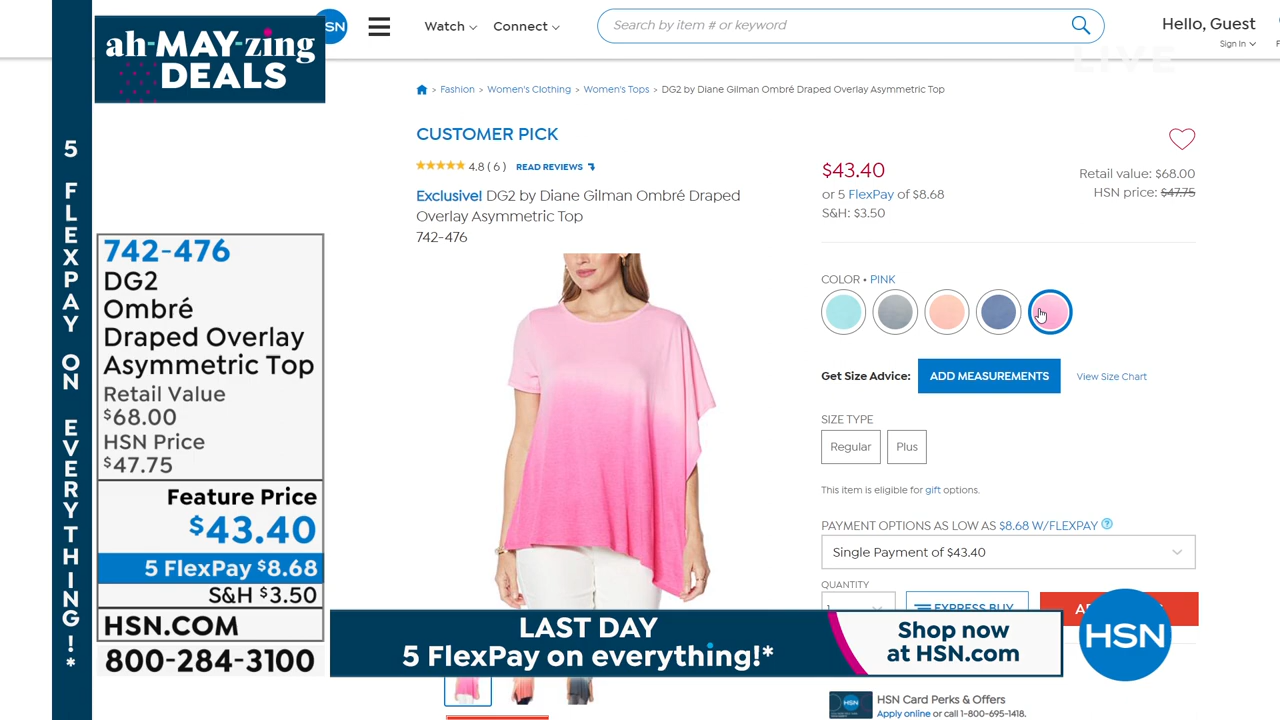 ah-MAY-zing
DEALS
5 FLEXPAY ON EVERYTHING!*
742-476
DG2
Ombré
Draped Overlay
Asymmetric Top
Retail Value
$68.00
HSN Price
$47.75
Feature Price
$43.40
5 FlexPay $8.68
S&H $3.50
HSN.COM
800-284-3100
Watch
Connect
Search by item # or keyword
Hello, Guest
Sign In
LIVE
Fashion > Women's Clothing > Women's Tops > DG2 by Diane Gilman Ombré Draped Overlay Asymmetric Top
CUSTOMER PICK
4.8 ( 6 ) READ REVIEWS
Exclusive! DG2 by Diane Gilman Ombré Draped
Overlay Asymmetric Top
742-476
$43.40
or 5 FlexPay of $8.68
S&H: $3.50
Retail value: $68.00
HSN price: $47.75
COLOR • PINK
Get Size Advice: ADD MEASUREMENTS View Size Chart
SIZE TYPE
Regular Plus
This item is eligible for gift options.
PAYMENT OPTIONS AS LOW AS $8.68 W/FLEXPAY ?
Single Payment of $43.40
QUANTITY
1
EXPRESS BUY
LAST DAY
5 FlexPay on everything!*
Shop now
at HSN.com
HSN
HSN Card Perks & Offers
Apply online or call 1-800-695-1418.